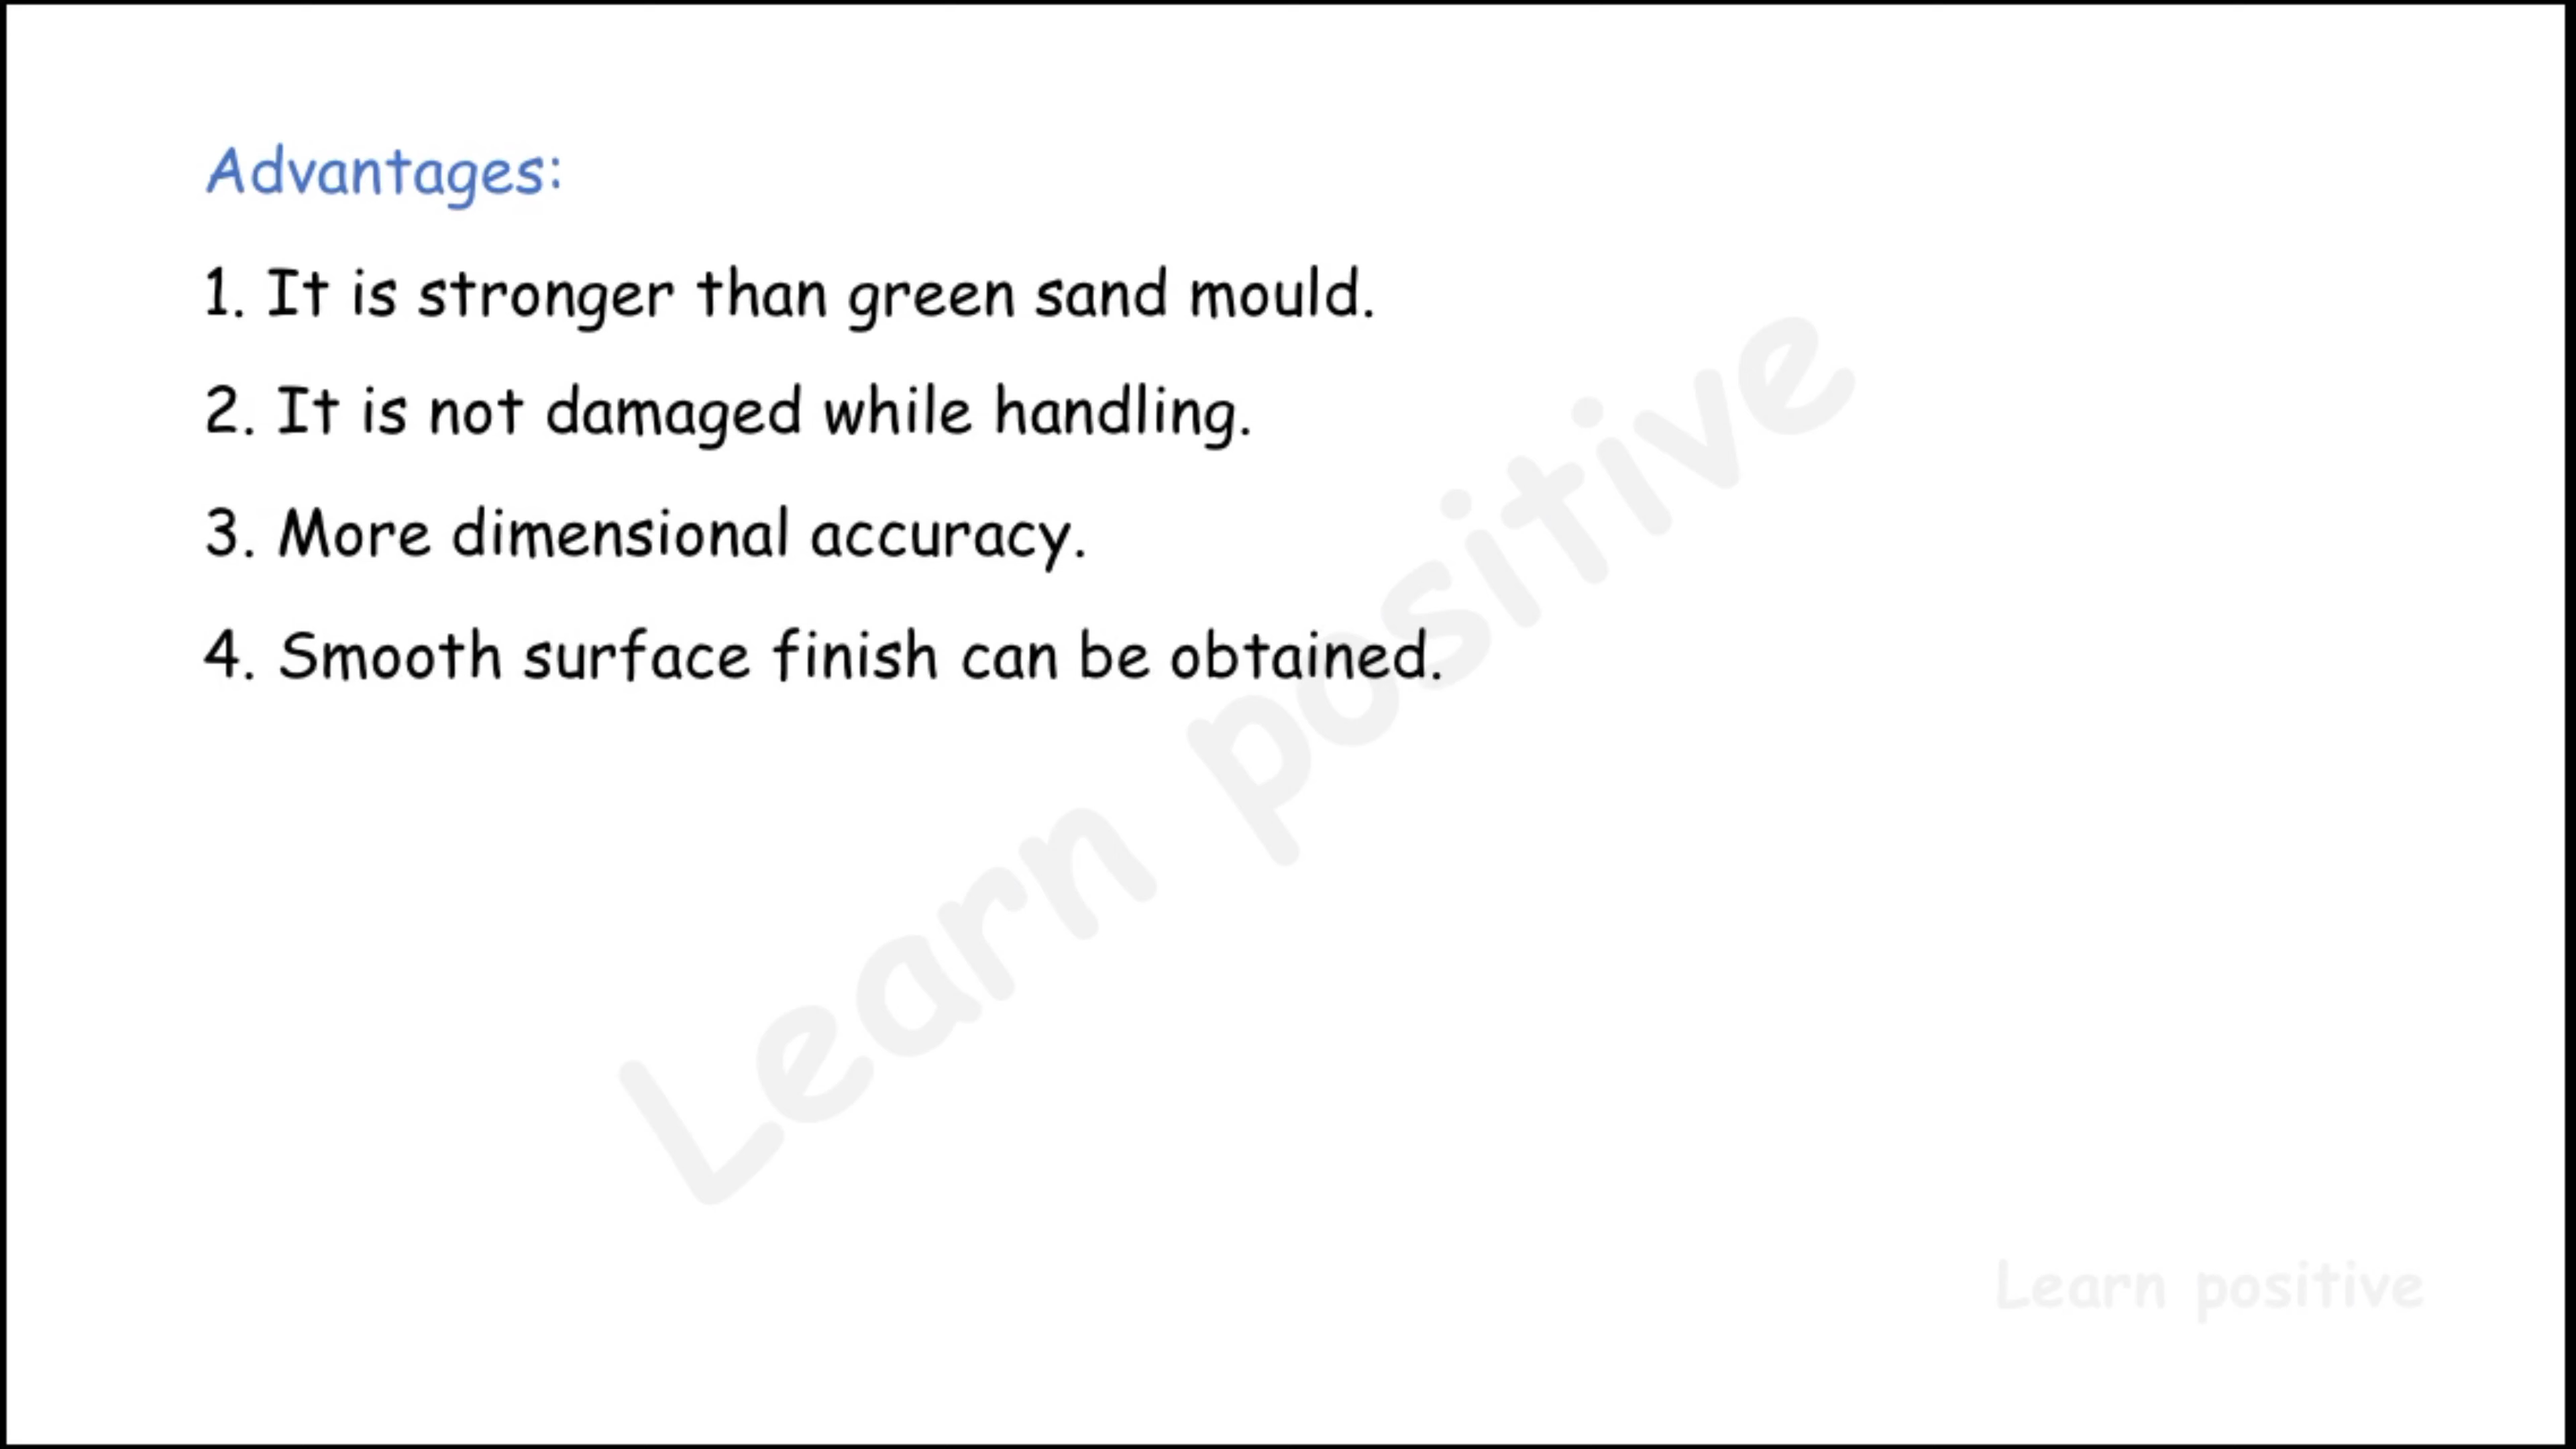 Advantages:
1. It is stronger than green sand mould.
2. It is not damaged while handling.
3. More dimensional accuracy.
4. Smooth surface finish can be obtained.
Learn positive
Learn positive